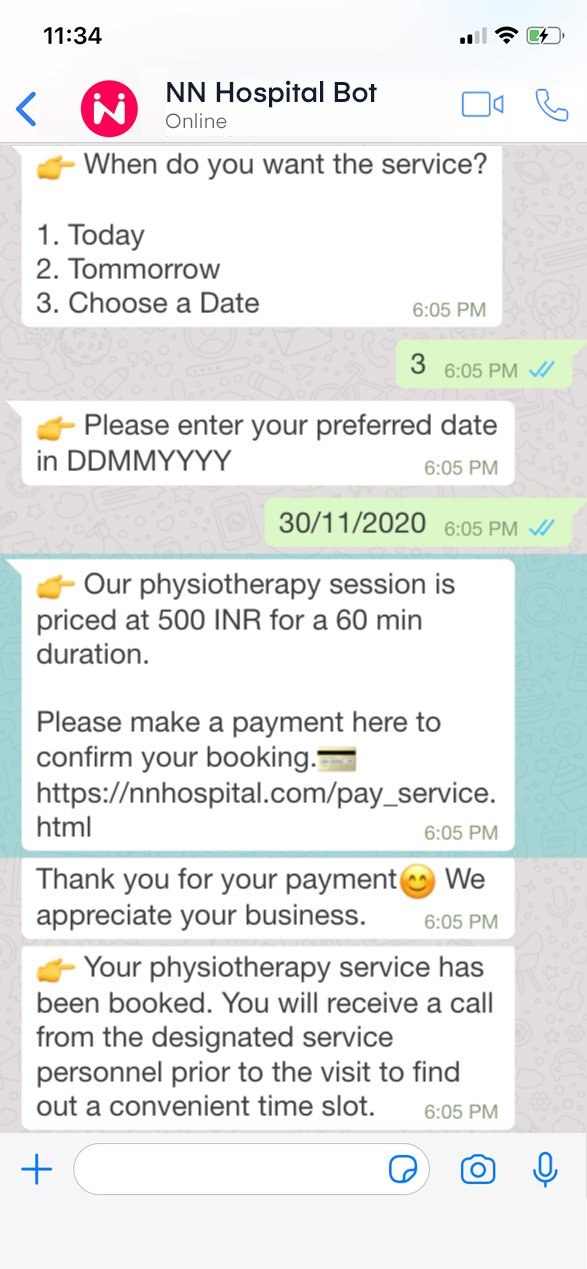 11:34
NN Hospital Bot
Online
👉 When do you want the service?
1. Today
2. Tommorrow
3. Choose a Date
6:05 PM
3 6:05 PM
👉 Please enter your preferred date
in DDMMYYYY
6:05 PM
30/11/2020 6:05 PM
👉 Our physiotherapy session is
priced at 500 INR for a 60 min
duration.
Please make a payment here to
confirm your booking.💳
https://nnhospital.com/pay_service.
html
6:05 PM
Thank you for your payment😊 We
appreciate your business.
6:05 PM
👉 Your physiotherapy service has
been booked. You will receive a call
from the designated service
personnel prior to the visit to find
out a convenient time slot.
6:05 PM